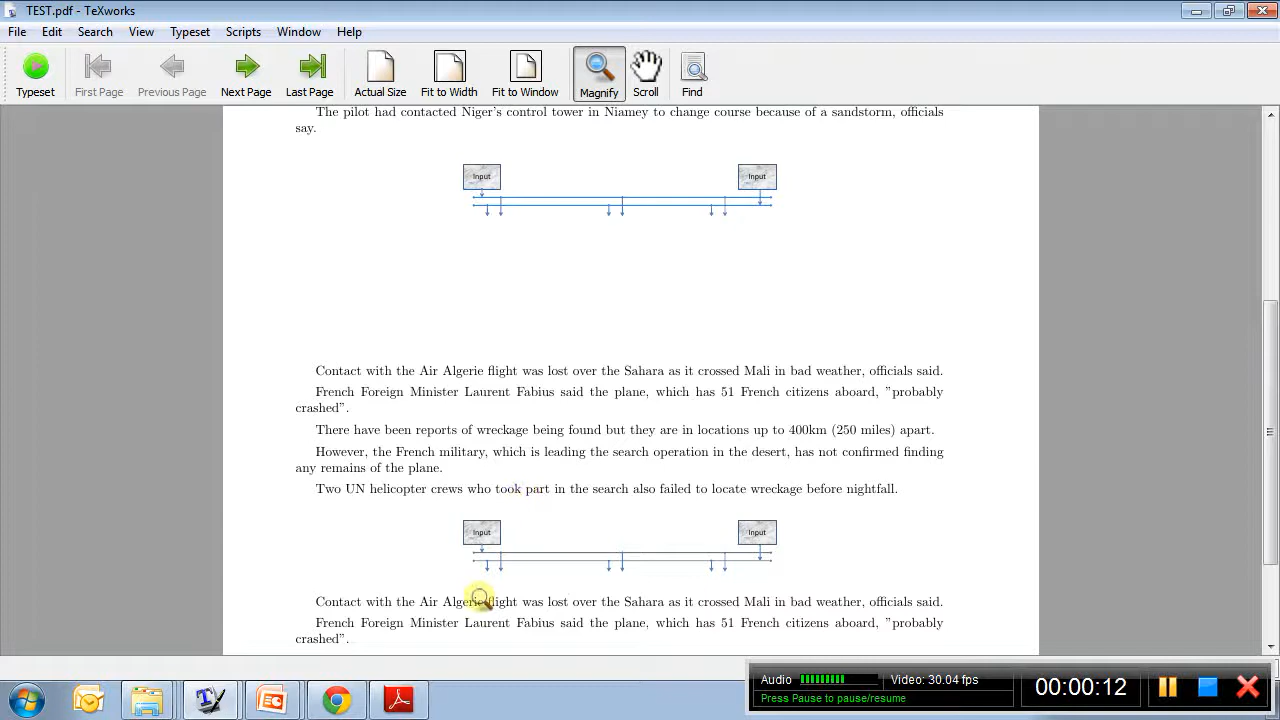 TEST.pdf - TeXworks
File Edit Search View Typeset Scripts Window Help
Typeset First Page Previous Page Next Page Last Page Actual Size Fit to Width Fit to Window Magnify Scroll Find
The pilot had contacted Niger's control tower in Niamey to change course because of a sandstorm, officials
say.
Input Input
Contact with the Air Algerie flight was lost over the Sahara as it crossed Mali in bad weather, officials said.
French Foreign Minister Laurent Fabius said the plane, which has 51 French citizens aboard, "probably
crashed".
There have been reports of wreckage being found but they are in locations up to 400km (250 miles) apart.
However, the French military, which is leading the search operation in the desert, has not confirmed finding
any remains of the plane.
Two UN helicopter crews who took part in the search also failed to locate wreckage before nightfall.
Input Input
Contact with the Air Algerie flight was lost over the Sahara as it crossed Mali in bad weather, officials said.
French Foreign Minister Laurent Fabius said the plane, which has 51 French citizens aboard, "probably
crashed".
Audio Video: 30.04 fps
Press Pause to pause/resume
00:00:12